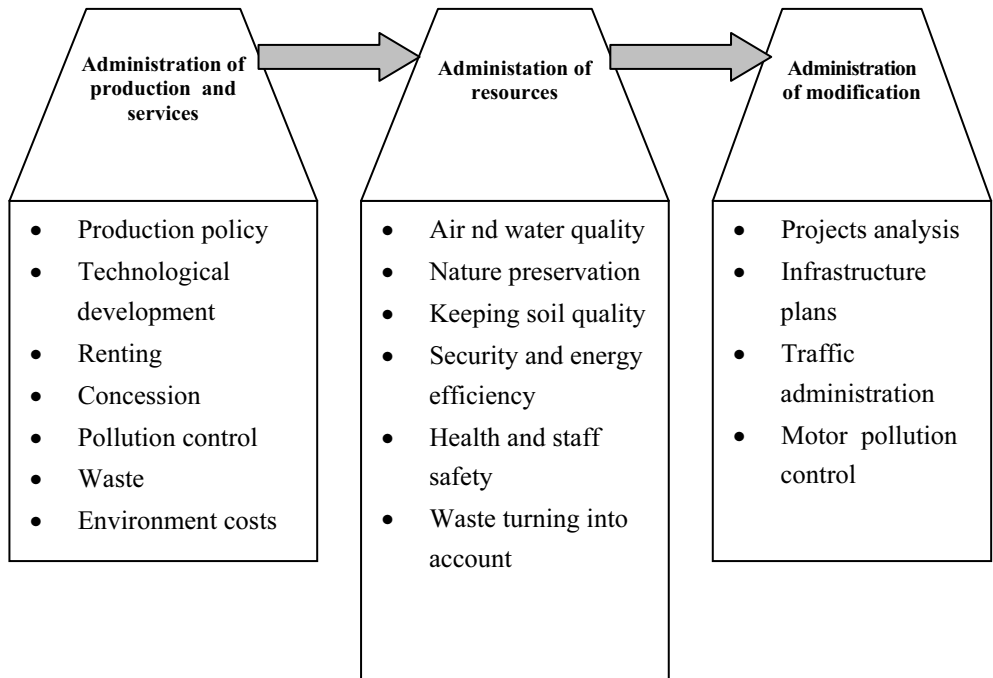 Administration of
production and
services
• Production policy
• Technological
development
• Renting
• Concession
• Pollution control
• Waste
• Environment costs
Administation of
resources
• Air nd water quality
• Nature preservation
• Keeping soil quality
• Security and energy
efficiency
• Health and staff
safety
• Waste turning into
account
Administration
of modification
• Projects analysis
• Infrastructure
plans
• Traffic
administration
• Motor pollution
control